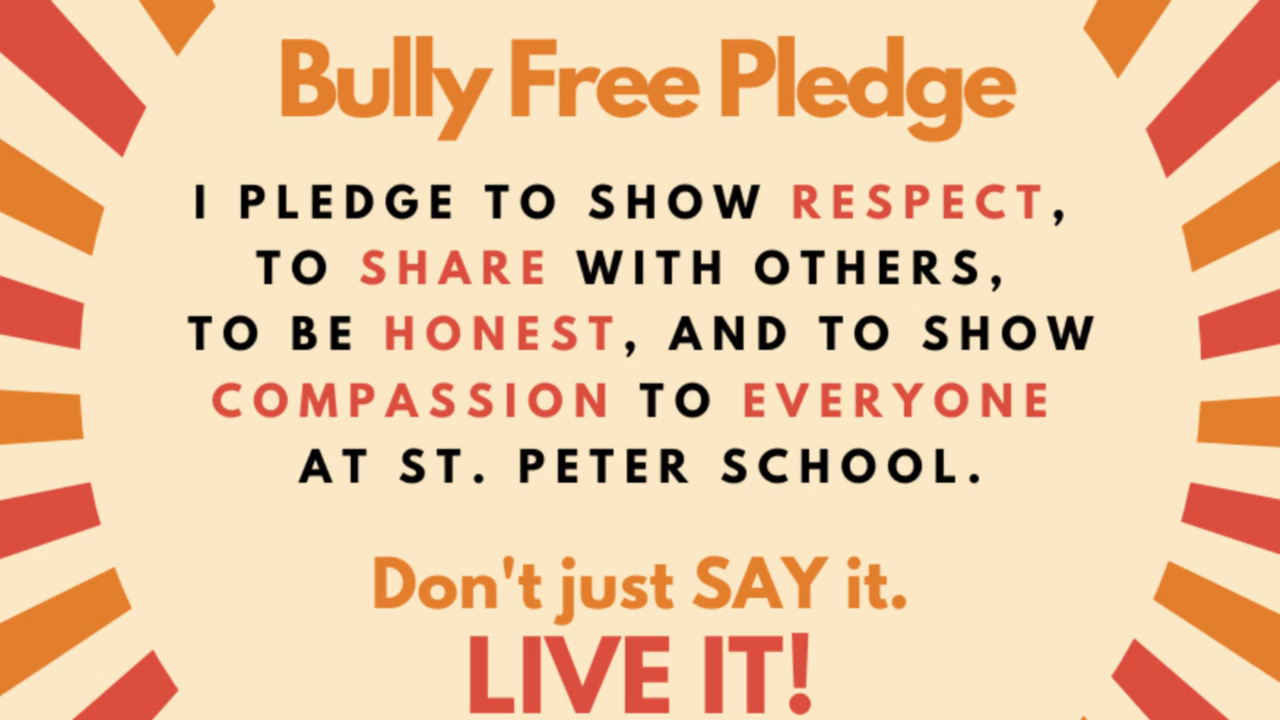 Bully Free Pledge
I PLEDGE TO SHOW RESPECT,
TO SHARE WITH OTHERS,
TO BE HONEST, AND TO SHOW
COMPASSION TO EVERYONE
AT ST. PETER SCHOOL.
Don't just SAY it.
LIVE IT!